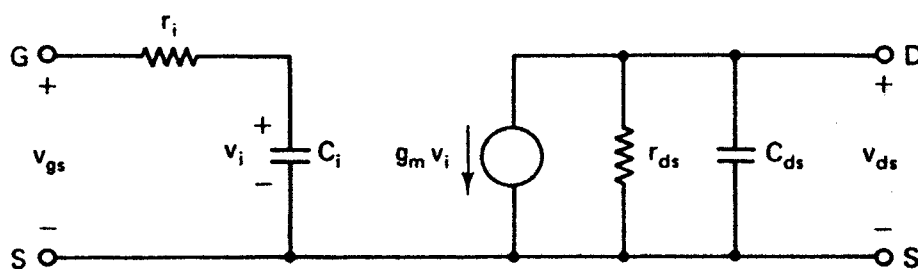 r_i
G
D
+
+
+
v_gs
v_i
C_i
g_m v_i
r_ds
C_ds
v_ds
−
−
−
S
S